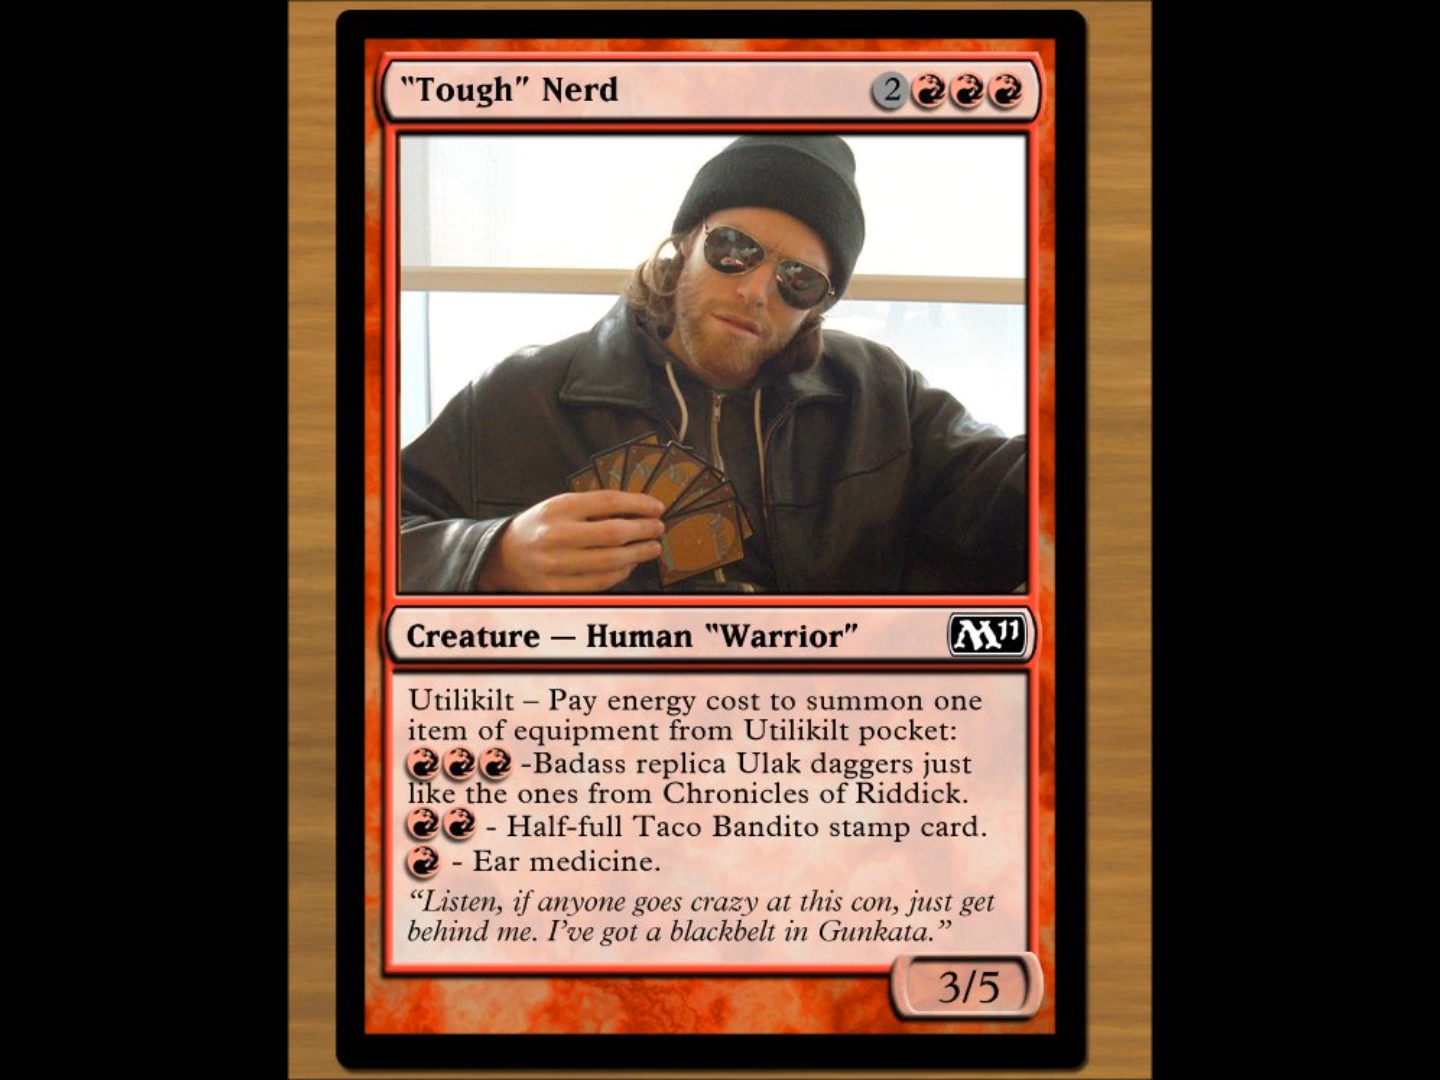 "Tough" Nerd 2
Creature — Human "Warrior" M11
Utilikilt – Pay energy cost to summon one
item of equipment from Utilikilt pocket:
-Badass replica Ulak daggers just
like the ones from Chronicles of Riddick.
- Half-full Taco Bandito stamp card.
- Ear medicine.
“Listen, if anyone goes crazy at this con, just get
behind me. I’ve got a blackbelt in Gunkata.”
3/5